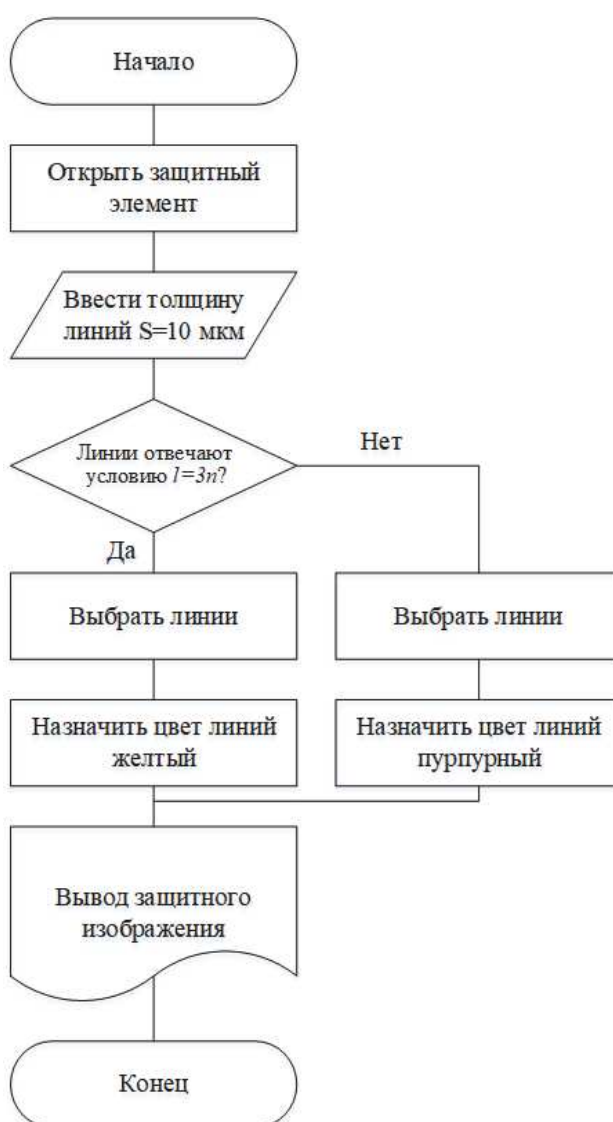 Начало
Открыть защитный
элемент
Ввести толщину
линий S=10 мкм
Линии отвечают
условию l=3n?
Нет
Да
Выбрать линии
Выбрать линии
Назначить цвет линий
желтый
Назначить цвет линий
пурпурный
Вывод защитного
изображения
Конец